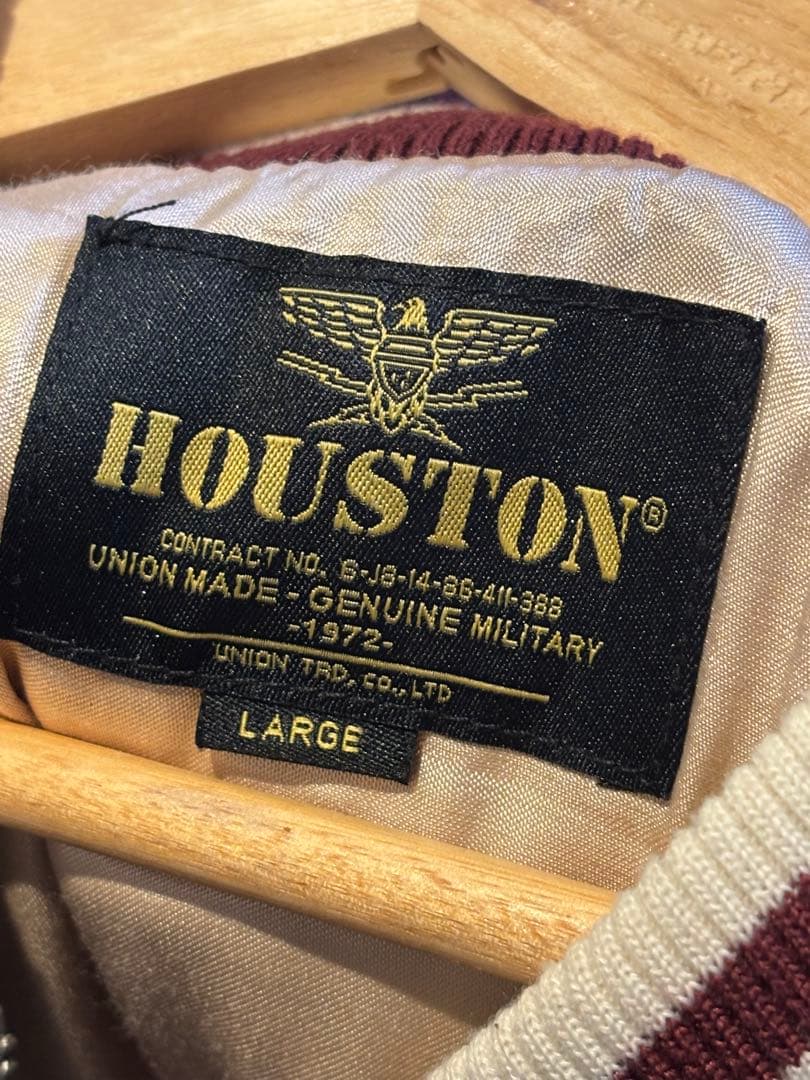 HOUSTON®
CONTRACT NO. 6-J8-14-86-411-388
UNION MADE - GENUINE MILITARY
-1972-
UNION TRD. CO., LTD
LARGE